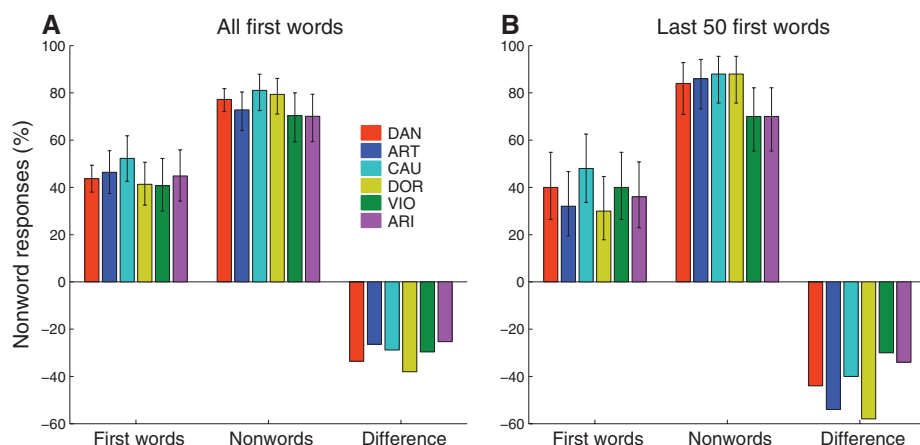 A
All first words
100
80
60
40
20
0
−20
−40
−60
Nonword responses (%)
First words
Nonwords
Difference
DAN
ART
CAU
DOR
VIO
ARI
B
Last 50 first words
100
80
60
40
20
0
−20
−40
−60
First words
Nonwords
Difference